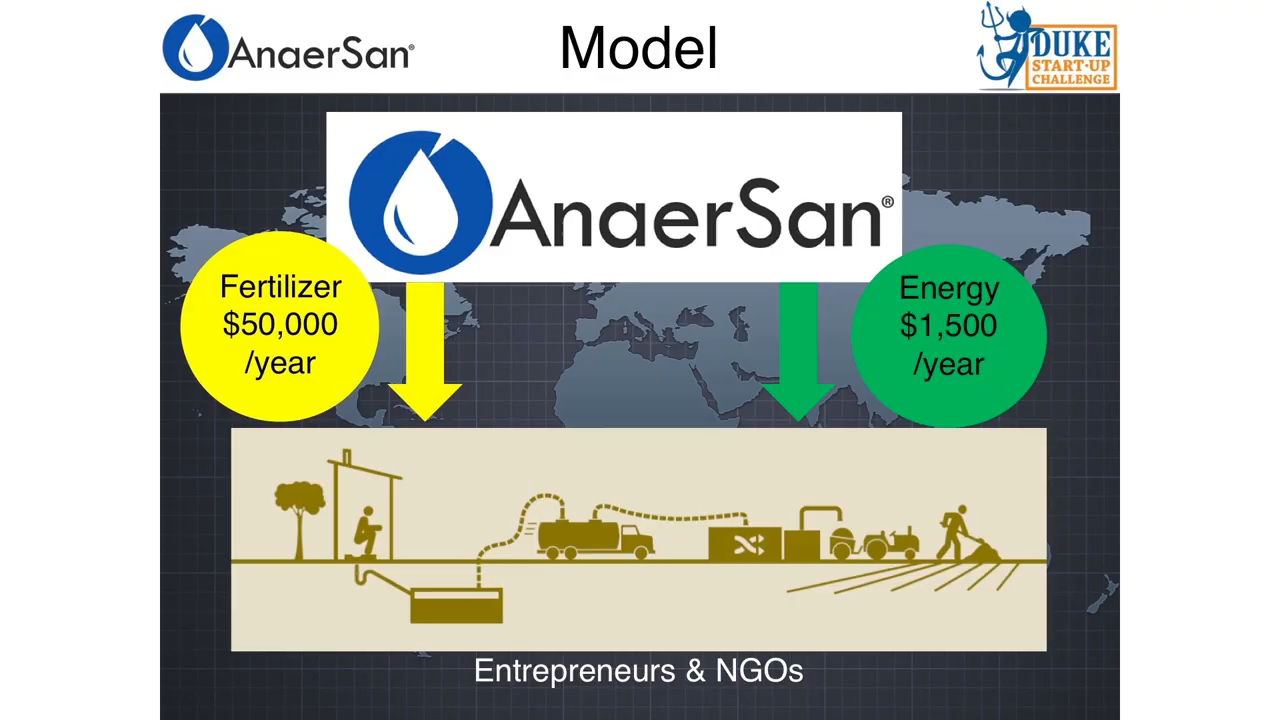 AnaerSan®
Model
DUKE
START·UP
CHALLENGE
AnaerSan®
Fertilizer
$50,000
/year
Energy
$1,500
/year
Entrepreneurs & NGOs